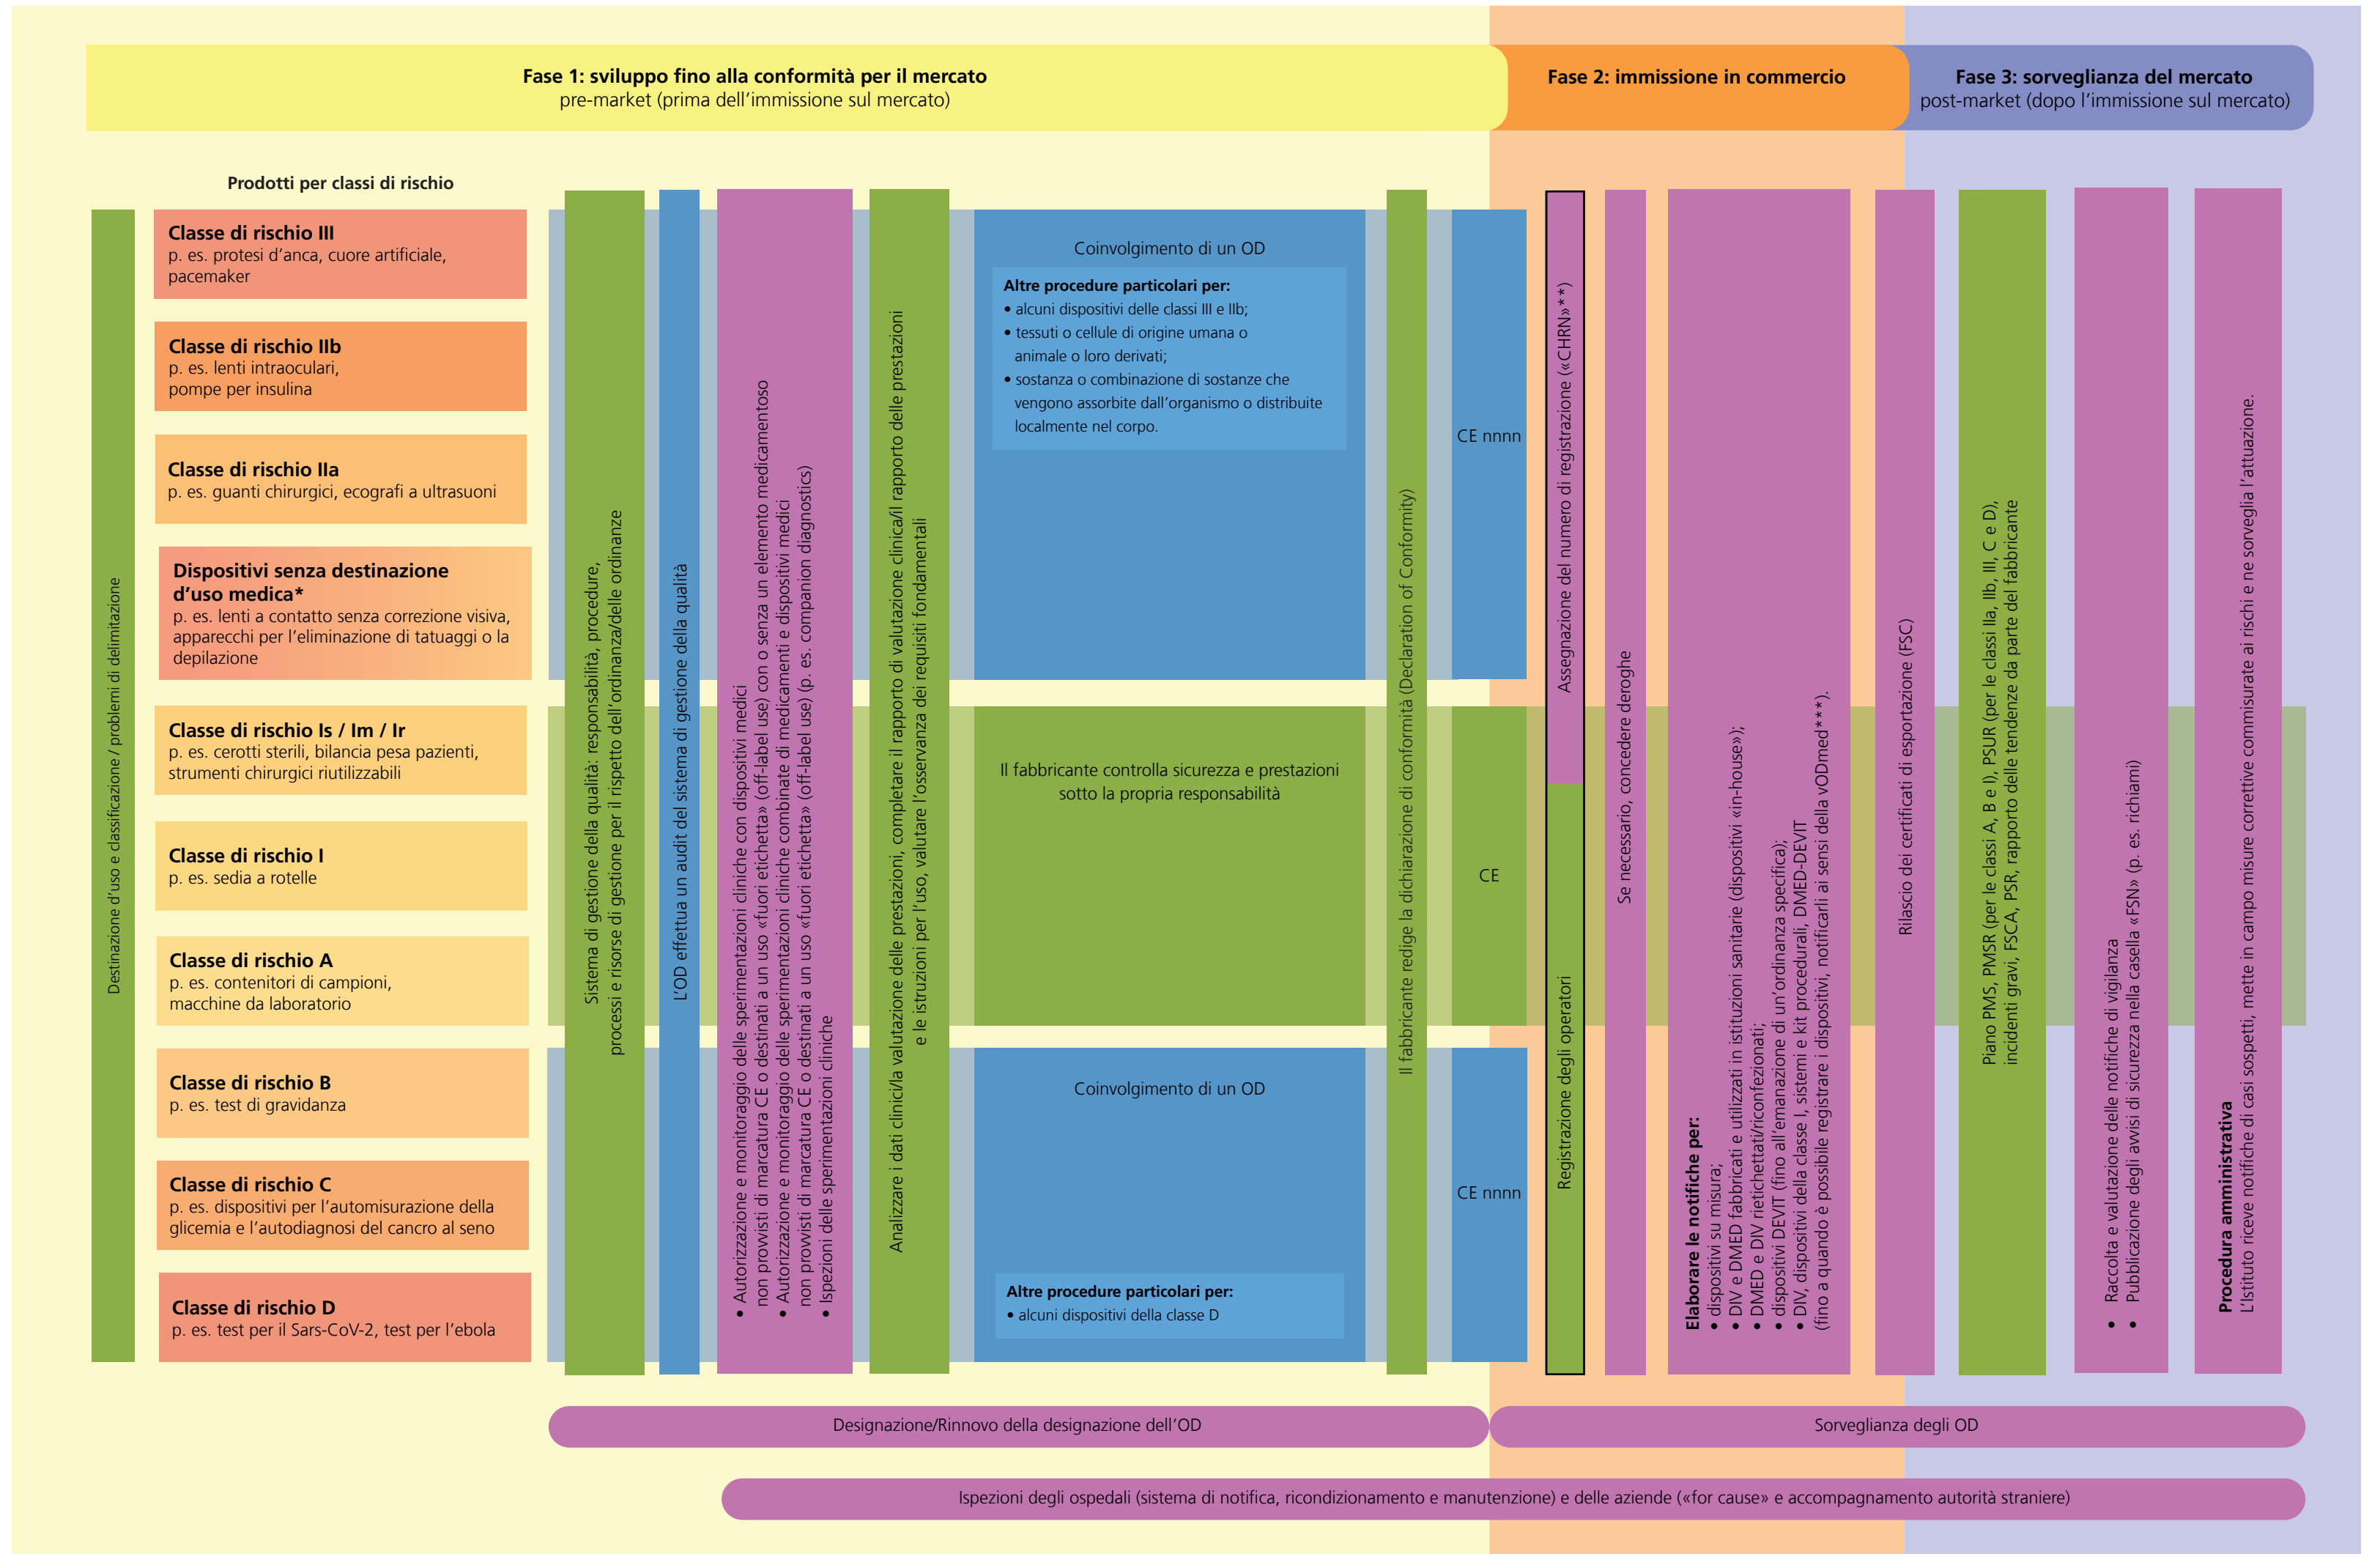 Fase 1: sviluppo fino alla conformità per il mercato
pre-market (prima dell’immissione sul mercato)
Fase 2: immissione in commercio
Fase 3: sorveglianza del mercato
post-market (dopo l’immissione sul mercato)
Prodotti per classi di rischio
Destinazione d’uso e classificazione / problemi di delimitazione
Classe di rischio III
p. es. protesi d’anca, cuore artificiale,
pacemaker
Classe di rischio IIb
p. es. lenti intraoculari,
pompe per insulina
Classe di rischio IIa
p. es. guanti chirurgici, ecografi a ultrasuoni
Dispositivi senza destinazione
d’uso medica*
p. es. lenti a contatto senza correzione visiva,
apparecchi per l’eliminazione di tatuaggi o la
depilazione
Classe di rischio Is / Im / Ir
p. es. cerotti sterili, bilancia pesa pazienti,
strumenti chirurgici riutilizzabili
Classe di rischio I
p. es. sedia a rotelle
Classe di rischio A
p. es. contenitori di campioni,
macchine da laboratorio
Classe di rischio B
p. es. test di gravidanza
Classe di rischio C
p. es. dispositivi per l’automisurazione della
glicemia e l’autodiagnosi del cancro al seno
Classe di rischio D
p. es. test per il Sars-CoV-2, test per l’ebola
Sistema di gestione della qualità: responsabilità, procedure,
processi e risorse di gestione per il rispetto dell’ordinanza/delle ordinanze
L’OD effettua un audit del sistema di gestione della qualità
• Autorizzazione e monitoraggio delle sperimentazioni cliniche con dispositivi medici
non provvisti di marcatura CE o destinati a un uso «fuori etichetta» (off-label use) con o senza un elemento medicamentoso
• Autorizzazione e monitoraggio delle sperimentazioni cliniche combinate di medicamenti e dispositivi medici
non provvisti di marcatura CE o destinati a un uso «fuori etichetta» (off-label use) (p. es. companion diagnostics)
• Ispezioni delle sperimentazioni cliniche
Analizzare i dati clinici/la valutazione delle prestazioni, completare il rapporto di valutazione clinica/il rapporto delle prestazioni
e le istruzioni per l’uso, valutare l’osservanza dei requisiti fondamentali
Coinvolgimento di un OD
Altre procedure particolari per:
• alcuni dispositivi delle classi III e IIb;
• tessuti o cellule di origine umana o
animale o loro derivati;
• sostanza o combinazione di sostanze che
vengono assorbite dall’organismo o distribuite
localmente nel corpo.
Il fabbricante controlla sicurezza e prestazioni
sotto la propria responsabilità
Coinvolgimento di un OD
Altre procedure particolari per:
• alcuni dispositivi della classe D
Il fabbricante redige la dichiarazione di conformità (Declaration of Conformity)
CE nnnn
CE
CE nnnn
Assegnazione del numero di registrazione («CHRN»**)
Registrazione degli operatori
Se necessario, concedere deroghe
Elaborare le notifiche per:
• dispositivi su misura;
• DIV e DMED fabbricati e utilizzati in istituzioni sanitarie (dispositivi «in-house»);
• DMED e DIV rietichettati/riconfezionati;
• dispositivi DEVIT (fino all’emanazione di un’ordinanza specifica);
• DIV, dispositivi della classe I, sistemi e kit procedurali, DMED-DEVIT
(fino a quando è possibile registrare i dispositivi, notificarli ai sensi della vODmed***).
Rilascio dei certificati di esportazione (FSC)
Piano PMS, PMSR (per le classi A, B e I), PSUR (per le classi IIa, IIb, III, C e D),
incidenti gravi, FSCA, PSR, rapporto delle tendenze da parte del fabbricante
• Raccolta e valutazione delle notifiche di vigilanza
• Pubblicazione degli avvisi di sicurezza nella casella «FSN» (p. es. richiami)
Procedura amministrativa
L’Istituto riceve notifiche di casi sospetti, mette in campo misure correttive commisurate ai rischi e ne sorveglia l’attuazione.
Designazione/Rinnovo della designazione dell’OD
Sorveglianza degli OD
Ispezioni degli ospedali (sistema di notifica, ricondizionamento e manutenzione) e delle aziende («for cause» e accompagnamento autorità straniere)